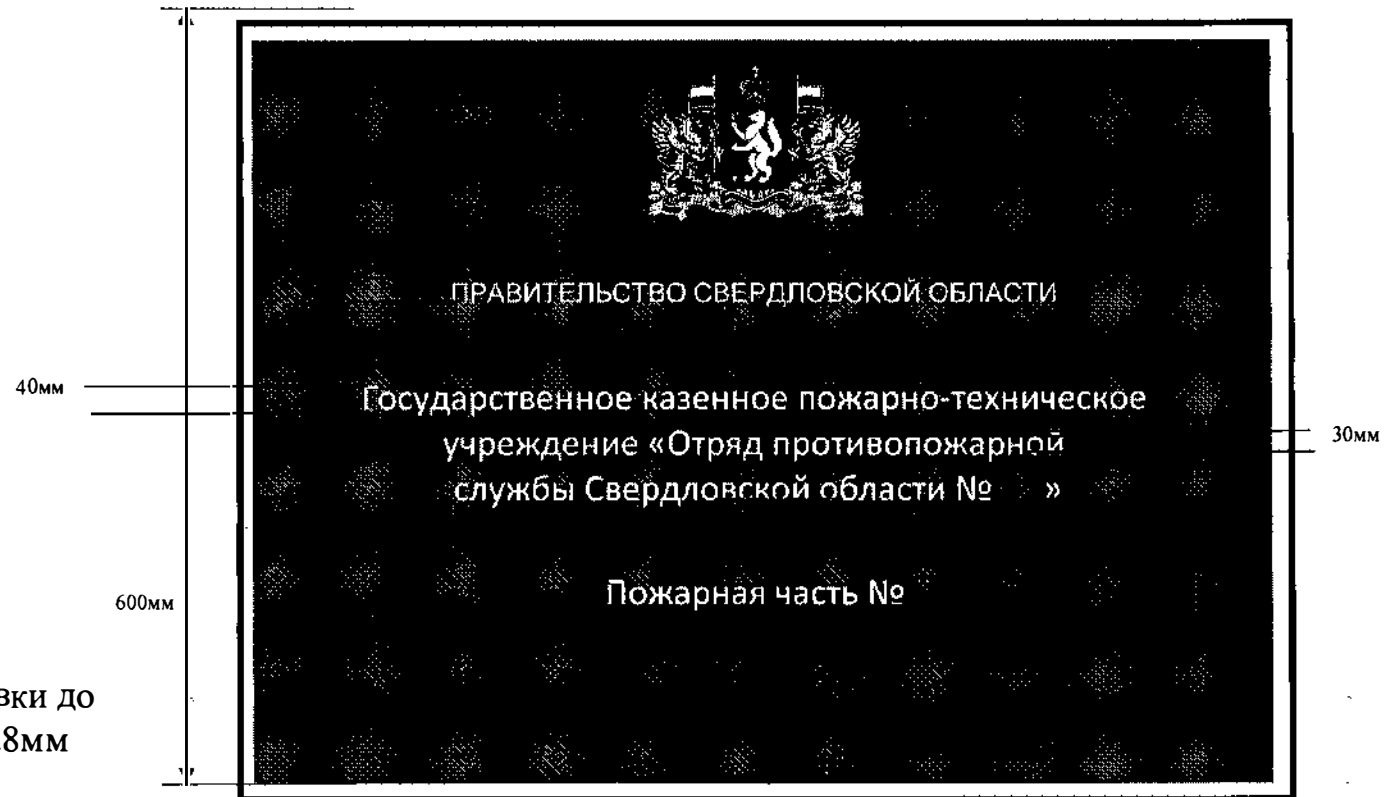 ПРАВИТЕЛЬСТВО СВЕРДЛОВСКОЙ ОБЛАСТИ
40мм
Государственное казенное пожарно-техническое
30мм
учреждение «Отряд противопожарной
службы Свердловской области № »
600мм
Пожарная часть №
вки до
8мм